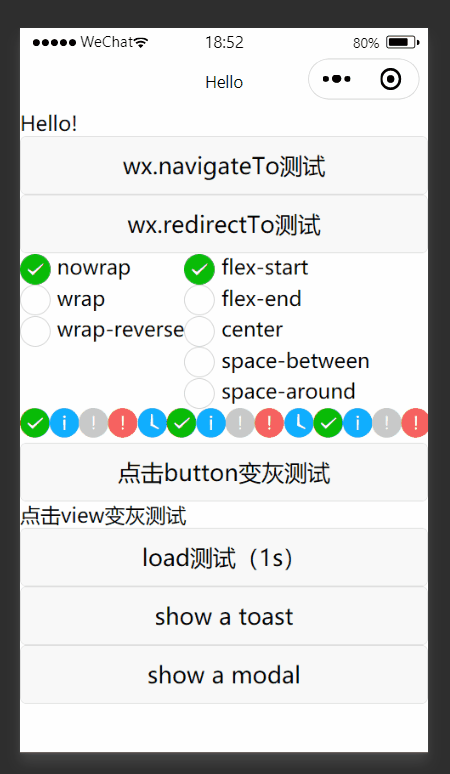 WeChat 18:52 80%
Hello
Hello!
wx.navigateTo测试
wx.redirectTo测试
nowrap flex-start
wrap flex-end
wrap-reverse center
space-between
space-around
点击button变灰测试
点击view变灰测试
load测试（1s）
show a toast
show a modal